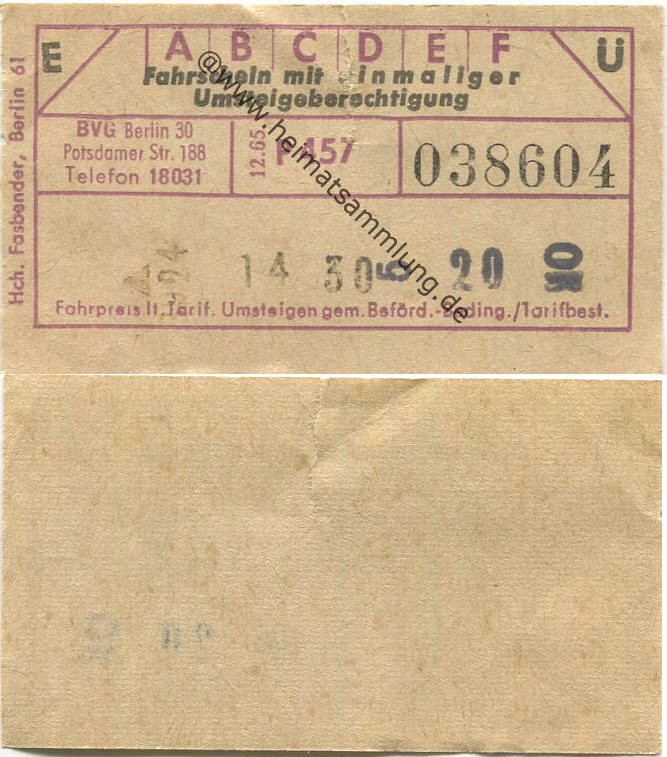 A B C D E F
E Ü
Fahrschein mit einmaliger
Umsteigeberechtigung
BVG Berlin 30
Potsdamer Str. 188
Telefon 18031
12.65.
F 457
038604
14 30 5 20
Fahrpreis lt. Tarif. Umsteigen gem. Beförd.-Beding./Tarifbest.
Hch. Fasbender, Berlin 61
@www.heimatsammlung.de